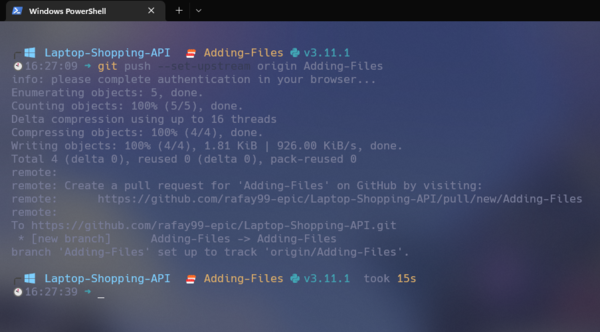 Windows PowerShell
Laptop-Shopping-API Adding-Files v3.11.1
16:27:09 ➜ git push --set-upstream origin Adding-Files
info: please complete authentication in your browser...
Enumerating objects: 5, done.
Counting objects: 100% (5/5), done.
Delta compression using up to 16 threads
Compressing objects: 100% (4/4), done.
Writing objects: 100% (4/4), 1.81 KiB | 926.00 KiB/s, done.
Total 4 (delta 0), reused 0 (delta 0), pack-reused 0
remote:
remote: Create a pull request for 'Adding-Files' on GitHub by visiting:
remote:      https://github.com/rafay99-epic/Laptop-Shopping-API/pull/new/Adding-Files
remote:
To https://github.com/rafay99-epic/Laptop-Shopping-API.git
 * [new branch]      Adding-Files -> Adding-Files
branch 'Adding-Files' set up to track 'origin/Adding-Files'.
Laptop-Shopping-API Adding-Files v3.11.1 took 15s
16:27:39 ➜ _